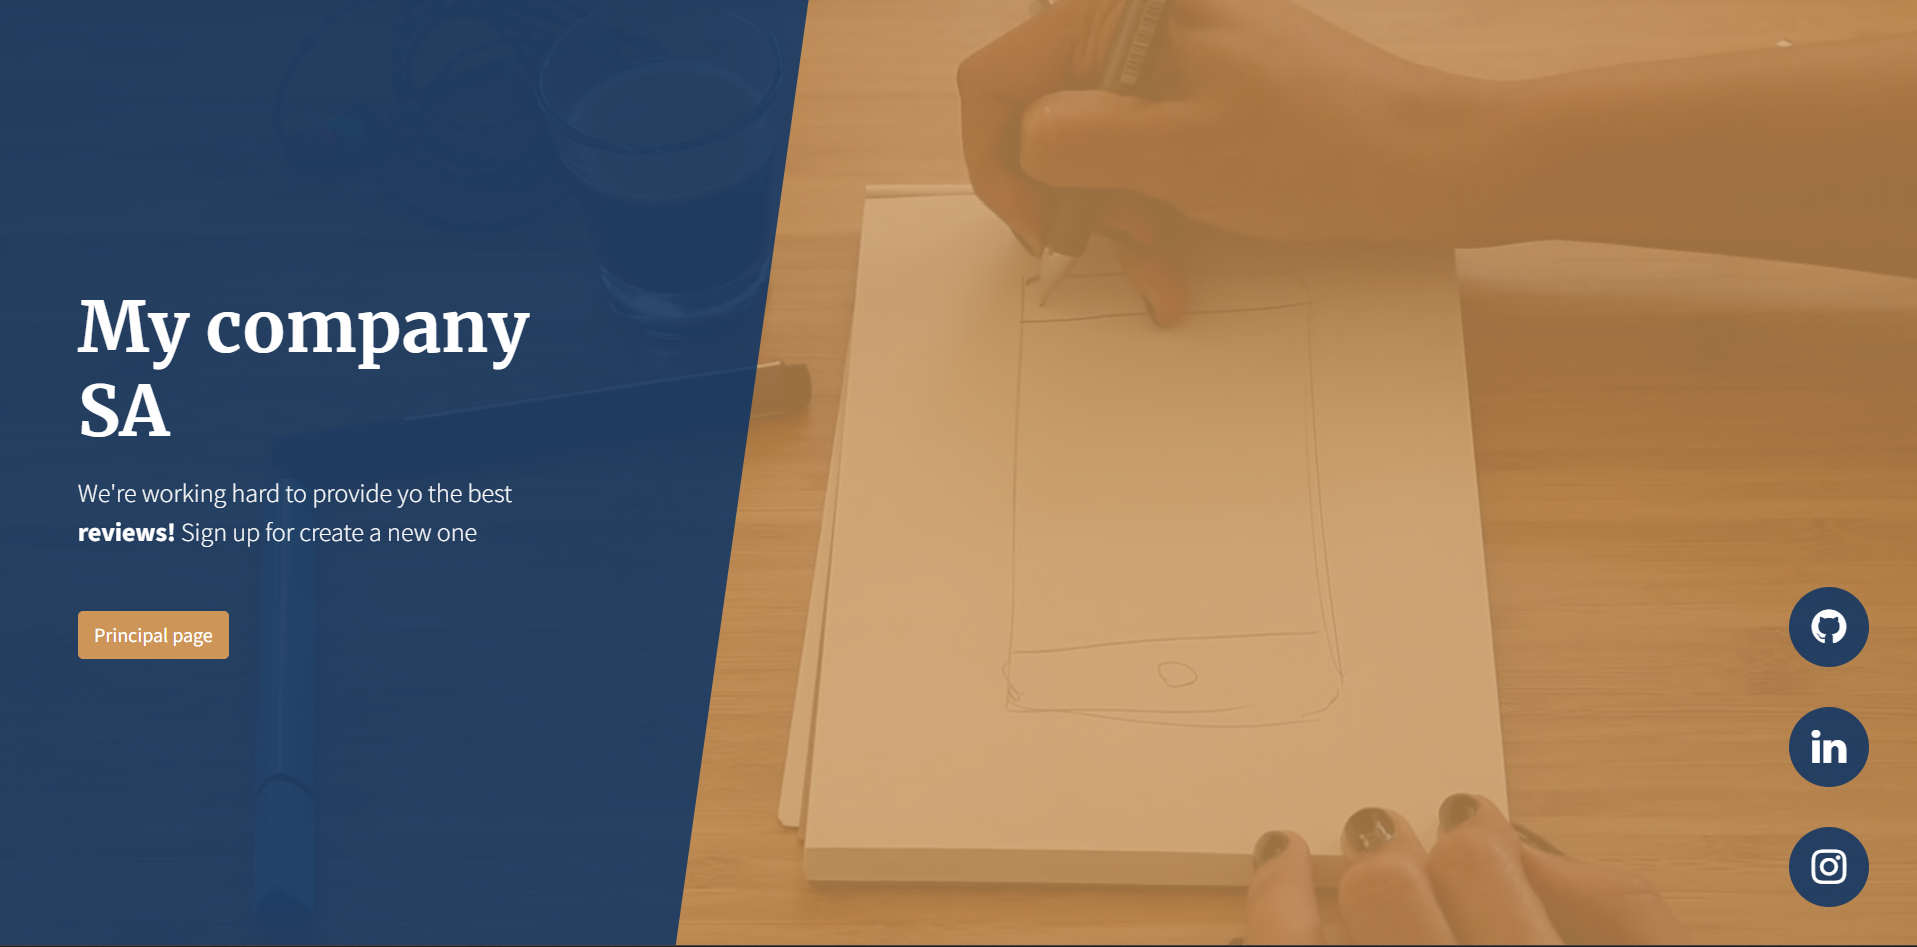 My company
SA
We're working hard to provide yo the best
reviews! Sign up for create a new one
Principal page
in